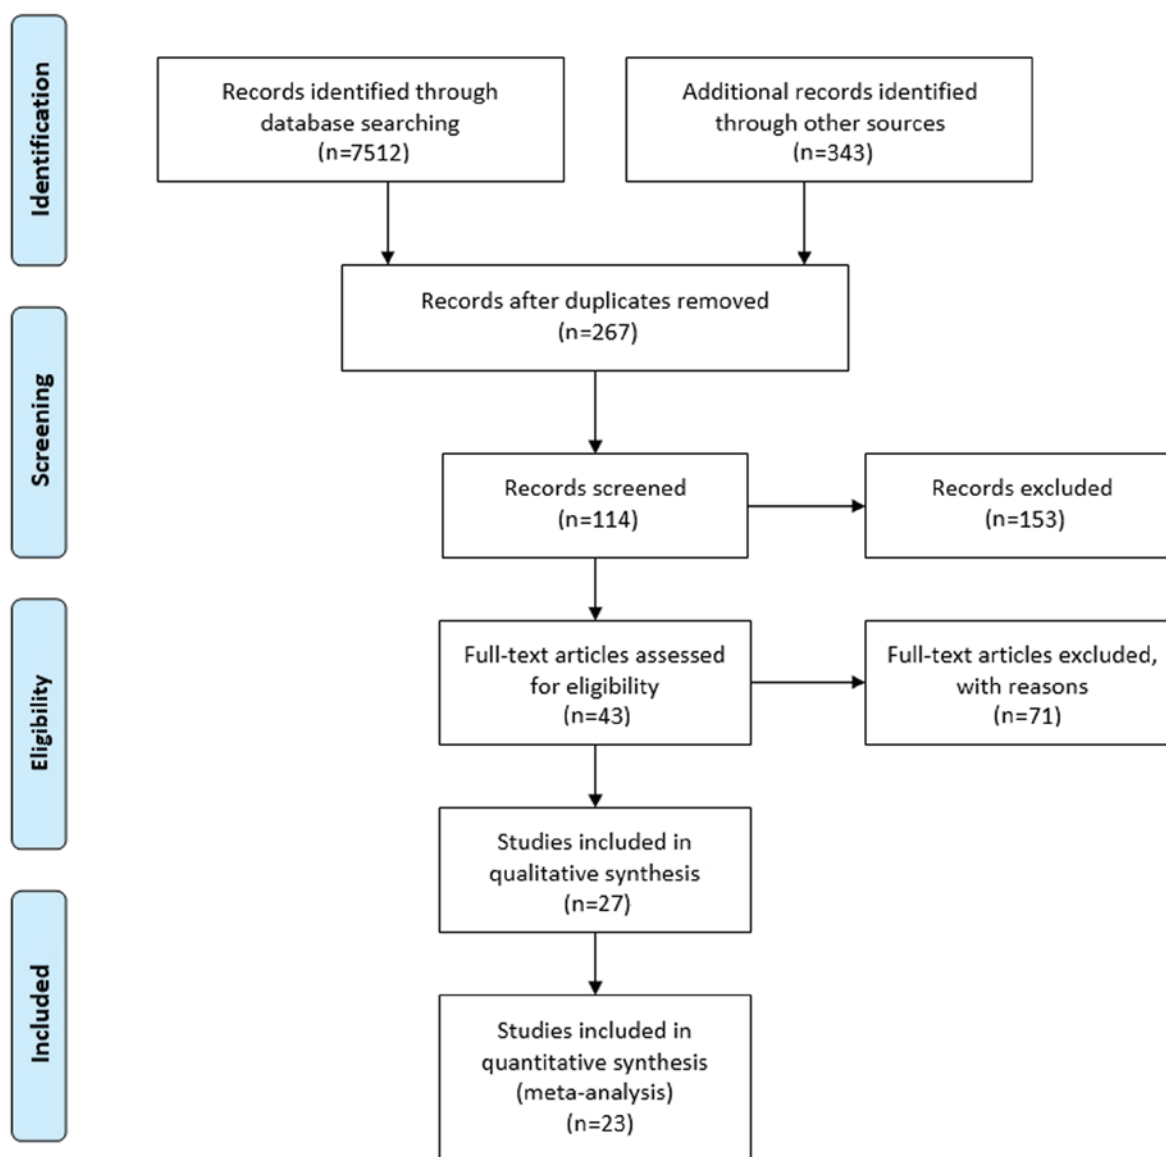 Identification
Records identified through
database searching
(n=7512)
Additional records identified
through other sources
(n=343)
Records after duplicates removed
(n=267)
Screening
Records screened
(n=114)
Records excluded
(n=153)
Eligibility
Full-text articles assessed
for eligibility
(n=43)
Full-text articles excluded,
with reasons
(n=71)
Studies included in
qualitative synthesis
(n=27)
Included
Studies included in
quantitative synthesis
(meta-analysis)
(n=23)